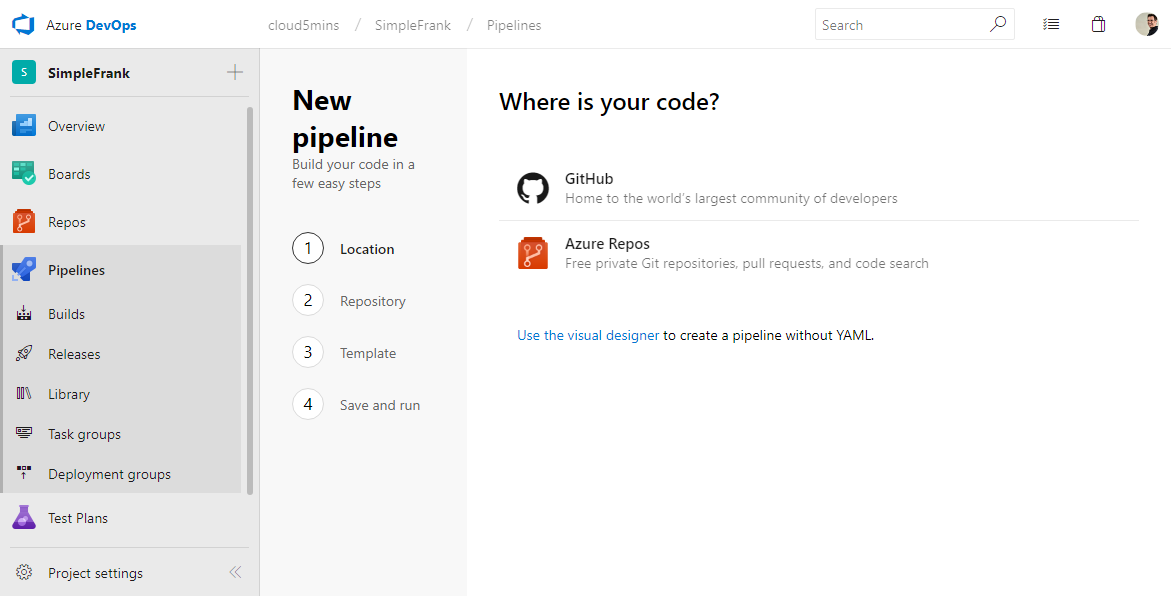 Azure DevOps
cloud5mins / SimpleFrank / Pipelines
Search
S
SimpleFrank
Overview
Boards
Repos
Pipelines
Builds
Releases
Library
Task groups
Deployment groups
Test Plans
Project settings
New
pipeline
Build your code in a
few easy steps
1 Location
2 Repository
3 Template
4 Save and run
Where is your code?
GitHub
Home to the world's largest community of developers
Azure Repos
Free private Git repositories, pull requests, and code search
Use the visual designer to create a pipeline without YAML.